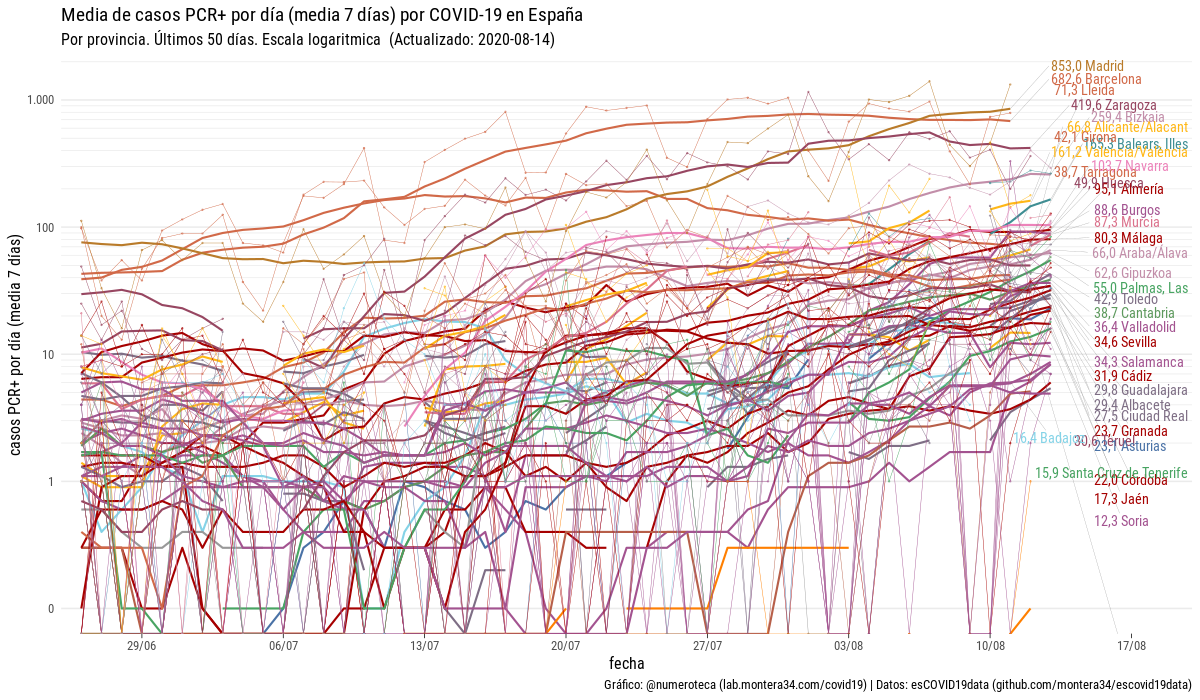 Media de casos PCR+ por día (media 7 días) por COVID-19 en España
Por provincia. Últimos 50 días. Escala logaritmica (Actualizado: 2020-08-14)
casos PCR+ por día (media 7 días)
1.000
100
10
1
0
853,0 Madrid
682,6 Barcelona
71,3 Lleida
419,6 Zaragoza
259,4 Bizkaia
66,8 Alicante/Alacant
42,1 Girona
165,3 Balears, Illes
161,2 Valencia/València
103,7 Navarra
38,7 Tarragona
49,9 Huesca
95,1 Almería
88,6 Burgos
87,3 Murcia
80,3 Málaga
66,0 Araba/Álava
62,6 Gipuzkoa
55,0 Palmas, Las
42,9 Toledo
38,7 Cantabria
36,4 Valladolid
34,6 Sevilla
34,3 Salamanca
31,9 Cádiz
29,8 Guadalajara
29,4 Albacete
27,5 Ciudad Real
23,7 Granada
16,4 Badajoz
30,6 Teruel
23,1 Asturias
15,9 Santa Cruz de Tenerife
22,0 Córdoba
17,3 Jaén
12,3 Soria
29/06
06/07
13/07
20/07
27/07
03/08
10/08
17/08
fecha
Gráfico: @numeroteca (lab.montera34.com/covid19) | Datos: esCOVID19data (github.com/montera34/escovid19data)